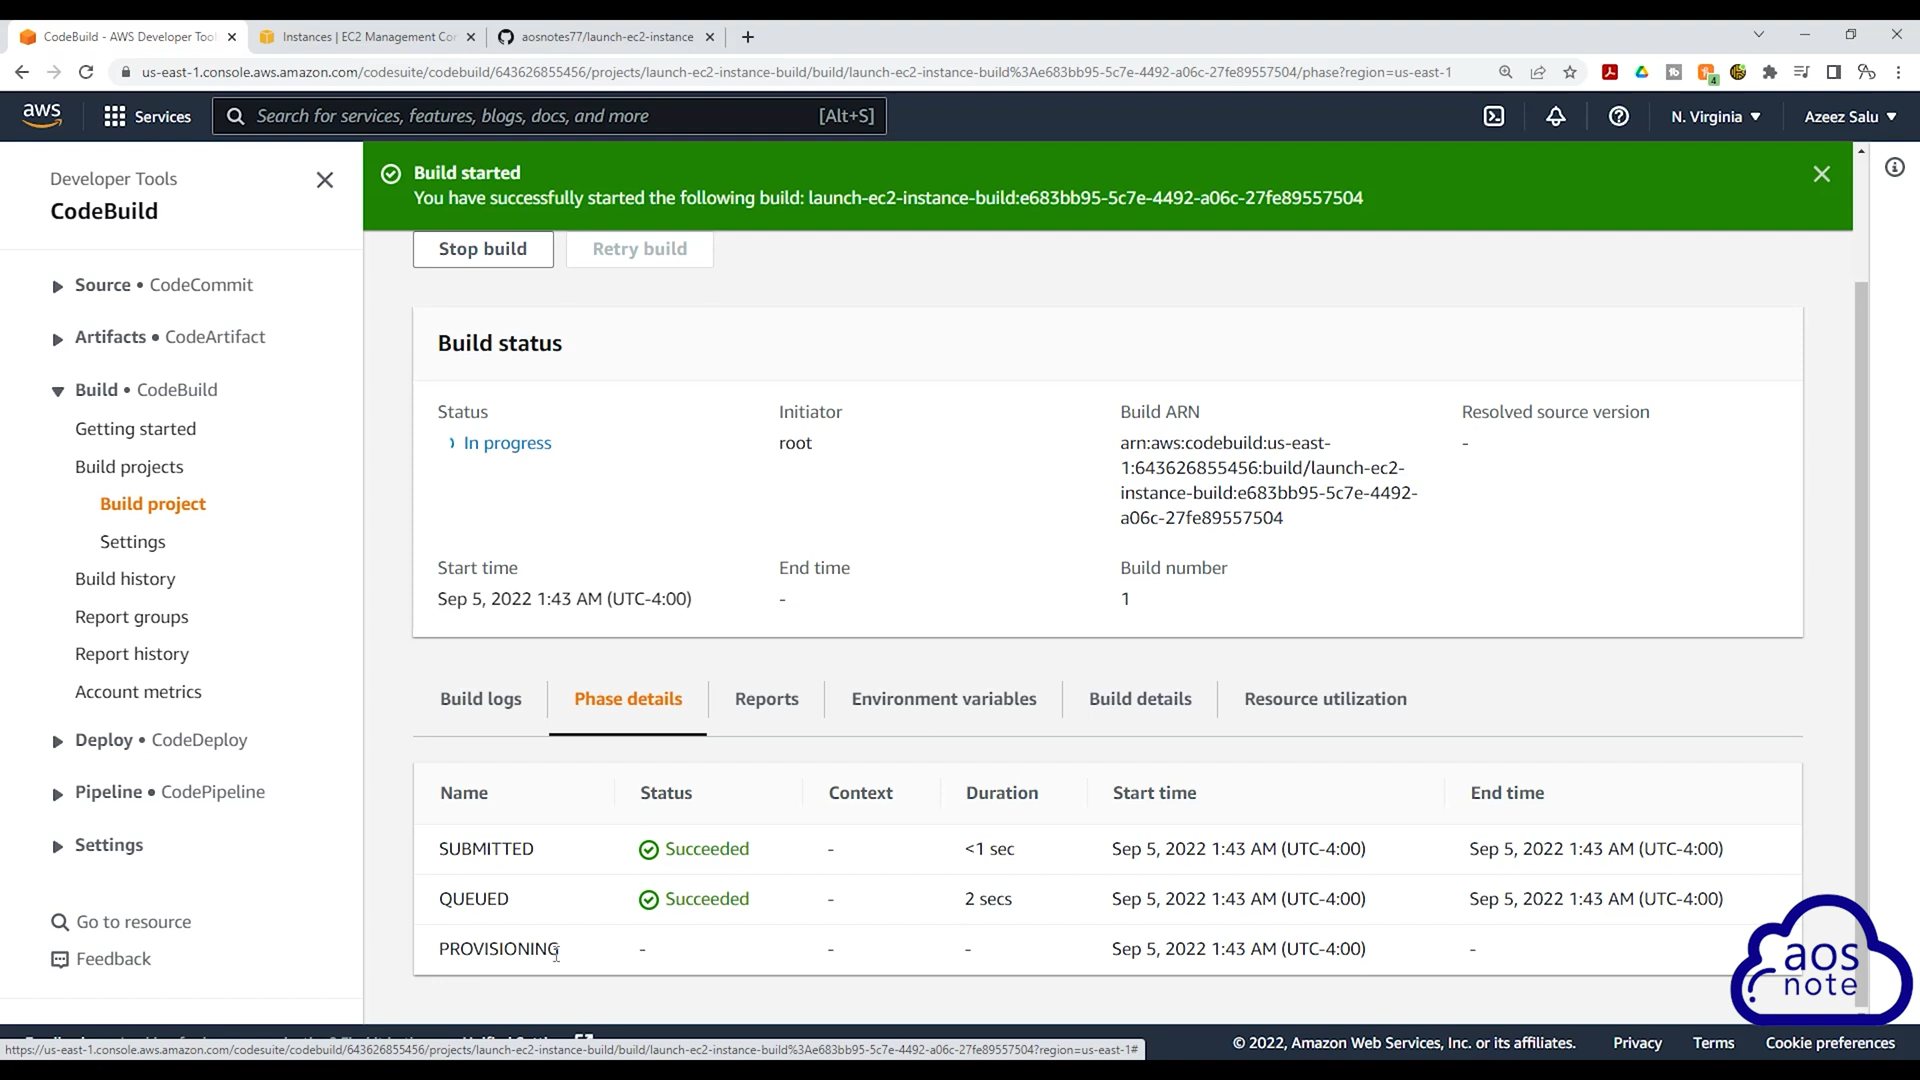 CodeBuild - AWS Developer Tool
Instances | EC2 Management Con
aosnotes77/launch-ec2-instance
us-east-1.console.aws.amazon.com/codesuite/codebuild/643626855456/projects/launch-ec2-instance-build/build/launch-ec2-instance-build%3Ae683bb95-5c7e-4492-a06c-27fe89557504/phase?region=us-east-1
4
aws
Services
Search for services, features, blogs, docs, and more
[Alt+S]
N. Virginia
Azeez Salu
Developer Tools
CodeBuild
Source • CodeCommit
Artifacts • CodeArtifact
Build • CodeBuild
Getting started
Build projects
Build project
Settings
Build history
Report groups
Report history
Account metrics
Deploy • CodeDeploy
Pipeline • CodePipeline
Settings
Go to resource
Feedback
Build started
You have successfully started the following build: launch-ec2-instance-build:e683bb95-5c7e-4492-a06c-27fe89557504
Stop build
Retry build
Build status
Status
In progress
Initiator
root
Build ARN
arn:aws:codebuild:us-east-
1:643626855456:build/launch-ec2-
instance-build:e683bb95-5c7e-4492-
a06c-27fe89557504
Resolved source version
-
Start time
Sep 5, 2022 1:43 AM (UTC-4:00)
End time
-
Build number
1
Build logs
Phase details
Reports
Environment variables
Build details
Resource utilization
Name Status Context Duration Start time End time
SUBMITTED Succeeded - <1 sec Sep 5, 2022 1:43 AM (UTC-4:00) Sep 5, 2022 1:43 AM (UTC-4:00)
QUEUED Succeeded - 2 secs Sep 5, 2022 1:43 AM (UTC-4:00) Sep 5, 2022 1:43 AM (UTC-4:00)
PROVISIONING - - - Sep 5, 2022 1:43 AM (UTC-4:00) -
aos
note
https://us-east-1.console.aws.amazon.com/codesuite/codebuild/643626855456/projects/launch-ec2-instance-build/build/launch-ec2-instance-build%3Ae683bb95-5c7e-4492-a06c-27fe89557504?region=us-east-1#
© 2022, Amazon Web Services, Inc. or its affiliates.
Privacy
Terms
Cookie preferences